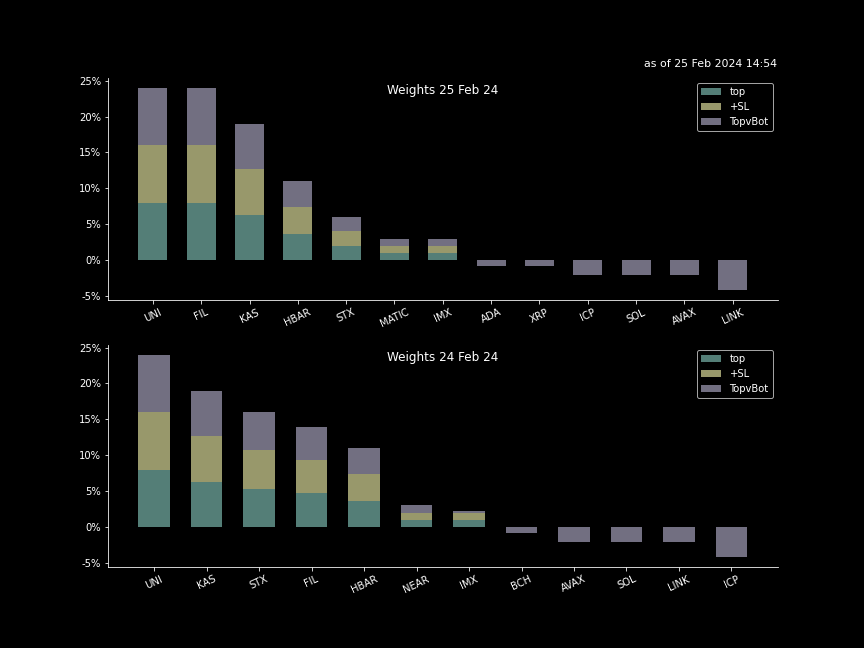 as of 25 Feb 2024 14:54
Weights 25 Feb 24
top
+SL
TopvBot
25%
20%
15%
10%
5%
0%
-5%
UNI FIL KAS HBAR STX MATIC IMX ADA XRP ICP SOL AVAX LINK
Weights 24 Feb 24
top
+SL
TopvBot
25%
20%
15%
10%
5%
0%
-5%
UNI KAS STX FIL HBAR NEAR IMX BCH AVAX SOL LINK ICP